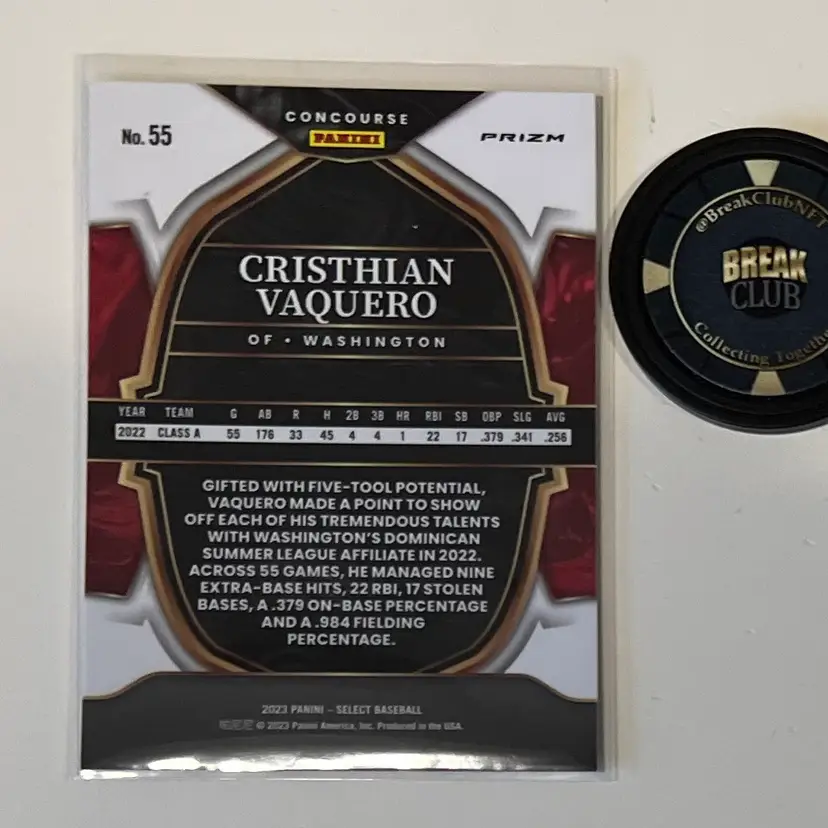 CONCOURSE
PANINI
No. 55
PRIZM
CRISTHIAN
VAQUERO
OF • WASHINGTON
YEAR TEAM G AB R H 2B 3B HR RBI SB OBP SLG AVG
2022 CLASS A 55 176 33 45 4 4 1 22 17 .379 .341 .256
GIFTED WITH FIVE-TOOL POTENTIAL,
VAQUERO MADE A POINT TO SHOW
OFF EACH OF HIS TREMENDOUS TALENTS
WITH WASHINGTON'S DOMINICAN
SUMMER LEAGUE AFFILIATE IN 2022.
ACROSS 55 GAMES, HE MANAGED NINE
EXTRA-BASE HITS, 22 RBI, 17 STOLEN
BASES, A .379 ON-BASE PERCENTAGE
AND A .984 FIELDING
PERCENTAGE.
2023 PANINI – SELECT BASEBALL
© 2023 Panini America, Inc. Produced in the USA.
@BreakClubNFT
BREAK
CLUB
Collecting Togethe